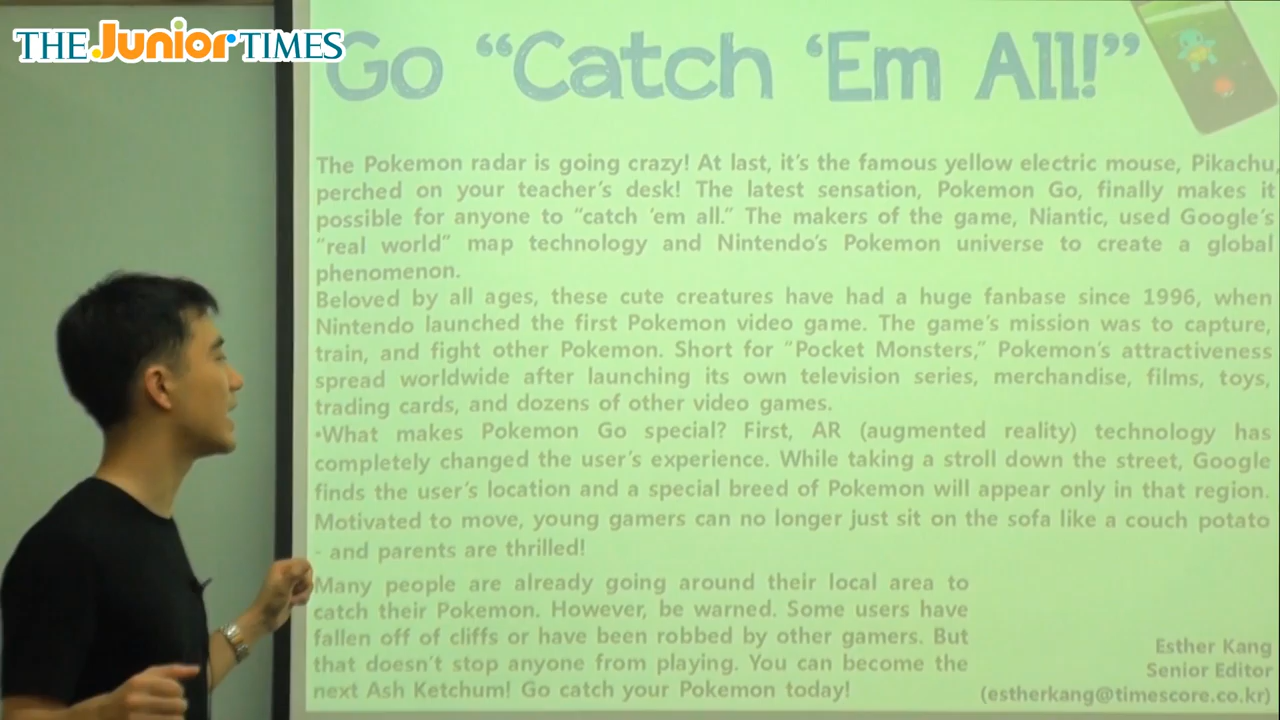 THE Junior TIMES
Go “Catch ‘Em All!”
The Pokemon radar is going crazy! At last, it’s the famous yellow electric mouse, Pikachu,
perched on your teacher’s desk! The latest sensation, Pokemon Go, finally makes it
possible for anyone to “catch ’em all.” The makers of the game, Niantic, used Google’s
“real world” map technology and Nintendo’s Pokemon universe to create a global
phenomenon.
Beloved by all ages, these cute creatures have had a huge fanbase since 1996, when
Nintendo launched the first Pokemon video game. The game’s mission was to capture,
train, and fight other Pokemon. Short for “Pocket Monsters,” Pokemon’s attractiveness
spread worldwide after launching its own television series, merchandise, films, toys,
trading cards, and dozens of other video games.
•What makes Pokemon Go special? First, AR (augmented reality) technology has
completely changed the user’s experience. While taking a stroll down the street, Google
finds the user’s location and a special breed of Pokemon will appear only in that region.
Motivated to move, young gamers can no longer just sit on the sofa like a couch potato
- and parents are thrilled!
Many people are already going around their local area to
catch their Pokemon. However, be warned. Some users have
fallen off of cliffs or have been robbed by other gamers. But
that doesn’t stop anyone from playing. You can become the
next Ash Ketchum! Go catch your Pokemon today!
Esther Kang
Senior Editor
(estherkang@timescore.co.kr)